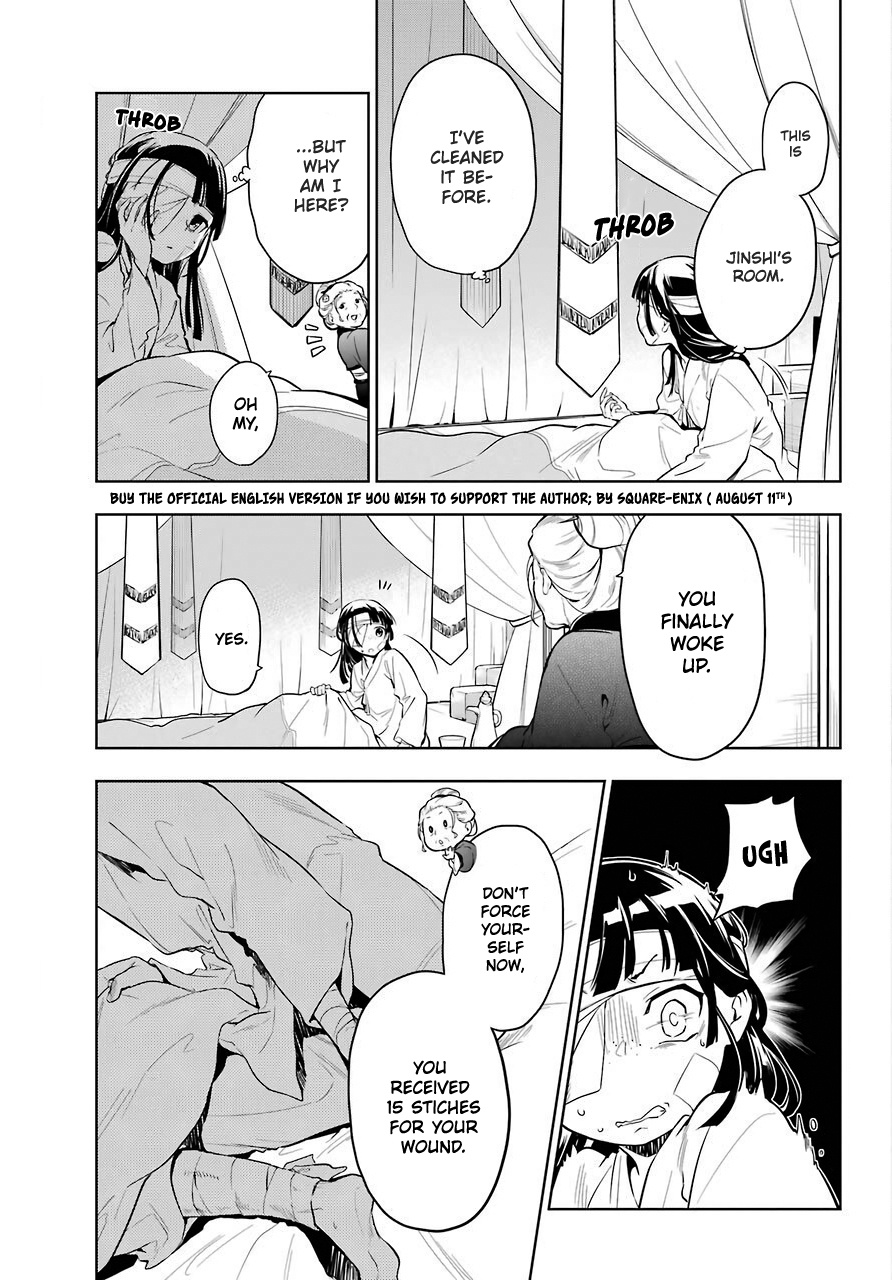 THIS
IS
JINSHI'S
ROOM.
THROB
I'VE
CLEANED
IT BE-
FORE.
...BUT
WHY
AM I
HERE?
THROB
OH
MY,
BUY THE OFFICIAL ENGLISH VERSION IF YOU WISH TO SUPPORT THE AUTHOR; BY SQUARE-ENIX ( AUGUST 11TH )
YOU
FINALLY
WOKE
UP.
YES.
UGH
DON'T
FORCE
YOUR-
SELF
NOW,
YOU
RECEIVED
15 STICHES
FOR YOUR
WOUND.